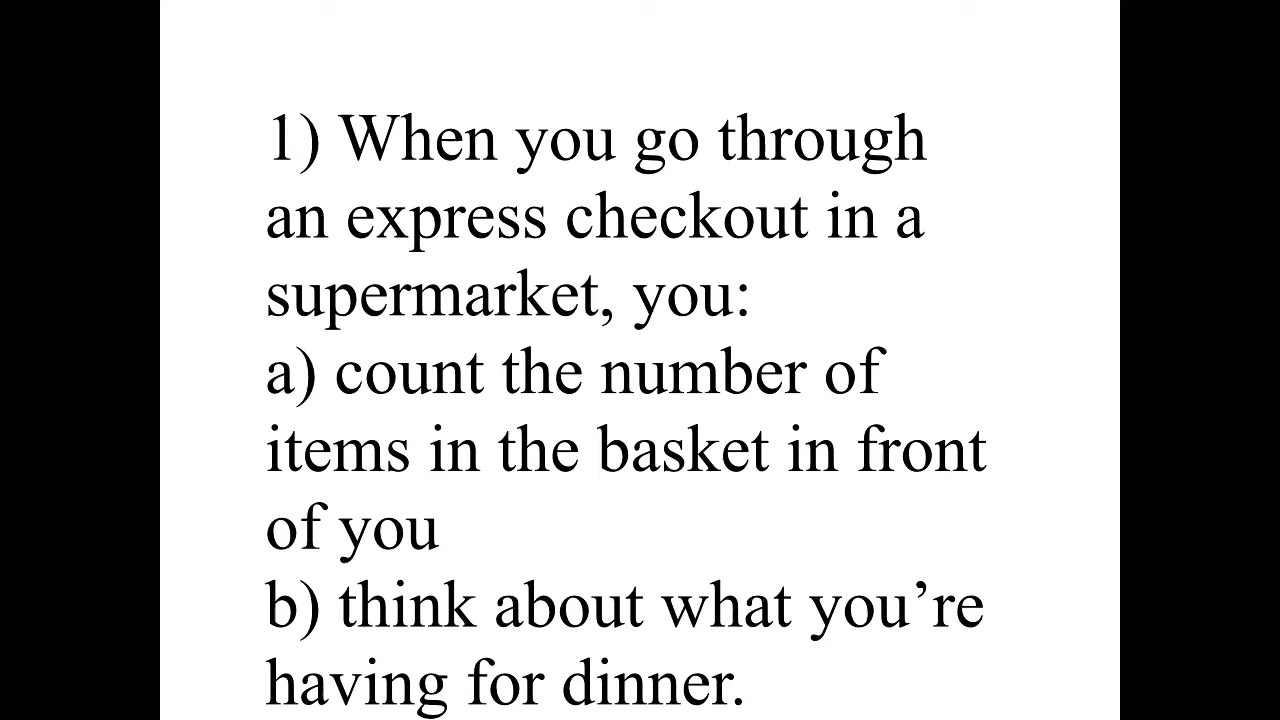 1) When you go through
an express checkout in a
supermarket, you:
a) count the number of
items in the basket in front
of you
b) think about what you’re
having for dinner.